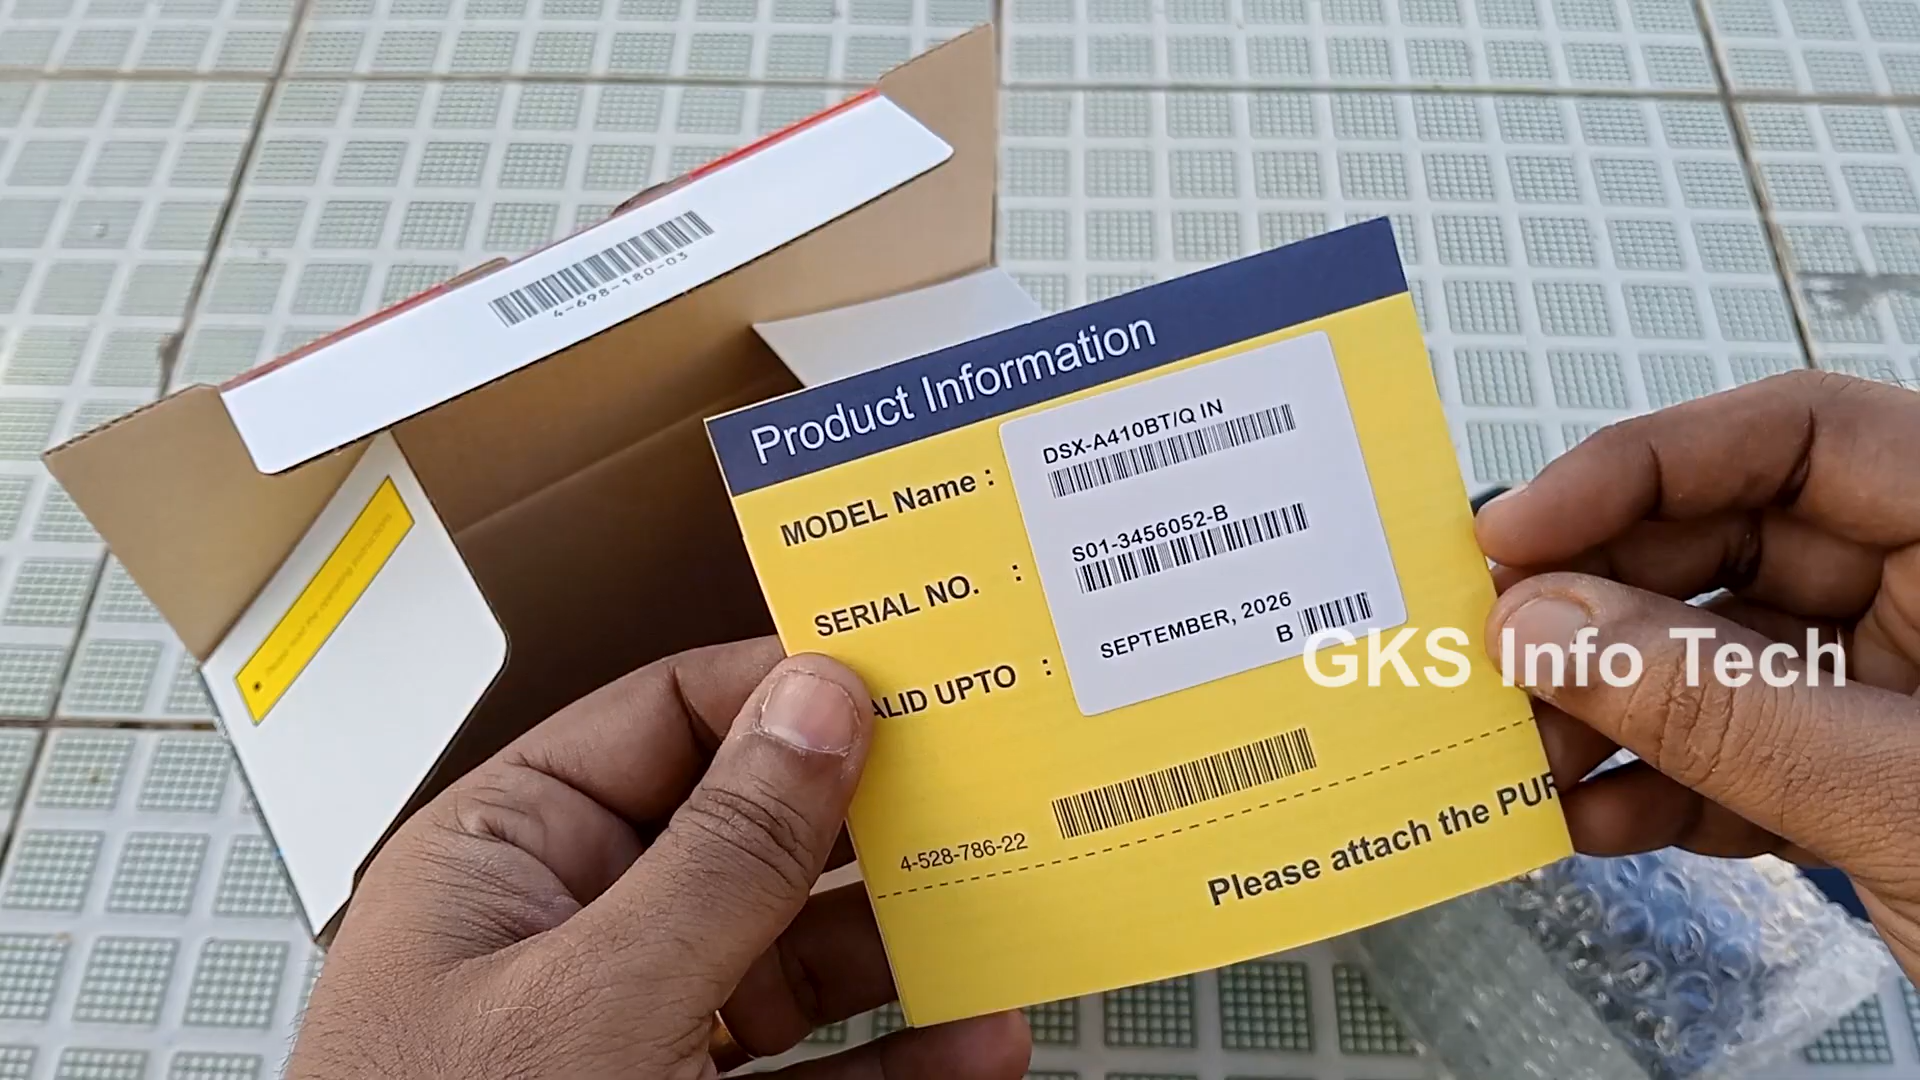 4-698-180-03
Product Information
MODEL Name :
DSX-A410BT/Q IN
SERIAL NO. :
S01-3456052-B
ALID UPTO :
SEPTEMBER, 2026
B
GKS Info Tech
4-528-786-22
Please attach the PUR